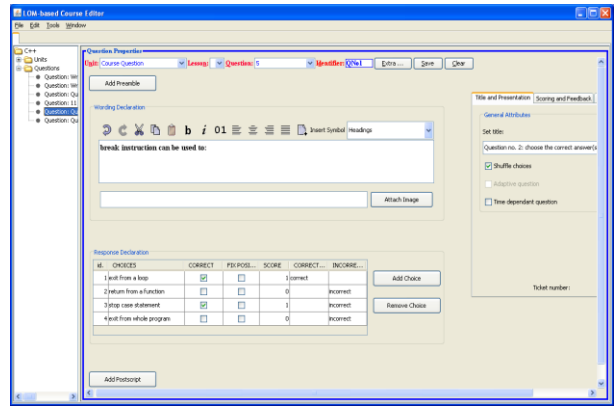 LOM-based Course Editor
File Edit Tools Window
C++
Units
Questions
Question: Wr
Question: Wr
Question: Qu
Question: 11
Question: Qu
Question: Qu
Question Properties
Unit: Course Question Lesson: Question: 5 Identifier: QNo1 Extra ... Save Clear
Add Preamble
Wording Declaration
b i 01 Insert Symbol Headings
break instruction can be used to:
Attach Image
Response Declaration
id. CHOICES CORRECT FIX POSI... SCORE CORRECT... INCORRE...
1 exit from a loop 1 correct
2 return from a function 0 incorrect
3 stop case statement 1 incorrect
4 exit from whole program 0 incorrect
Add Choice
Remove Choice
Add Postscript
Title and Presentation Scoring and Feedback
General Attributes
Set title:
Question no. 2: choose the correct answer(s
Shuffle choices
Adaptive question
Time dependant question
Ticket number: